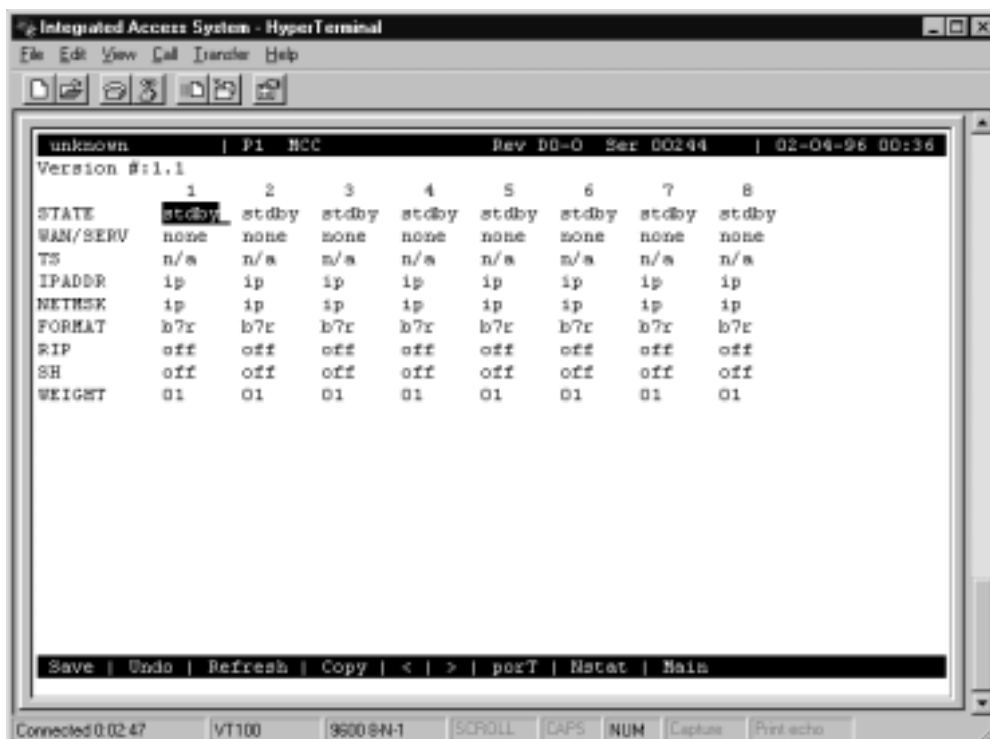 Integrated Access System - HyperTerminal
File Edit View Call Transfer Help
unknown | P1 MCC Rev D0-0 Ser 00244 | 02-04-96 00:36
Version #:1.1
1 2 3 4 5 6 7 8
STATE stdby stdby stdby stdby stdby stdby stdby stdby
WAN/SERV none none none none none none none none
TS n/a n/a n/a n/a n/a n/a n/a n/a
IPADDR ip ip ip ip ip ip ip ip
NETMSK ip ip ip ip ip ip ip ip
FORMAT b7r b7r b7r b7r b7r b7r b7r b7r
RIP off off off off off off off off
SH off off off off off off off off
WEIGHT 01 01 01 01 01 01 01 01
Save | Undo | Refresh | Copy | < | > | porT | Nstat | Main
Connected 0:02:47 VT100 9600 8-N-1 SCROLL CAPS NUM Capture Print echo